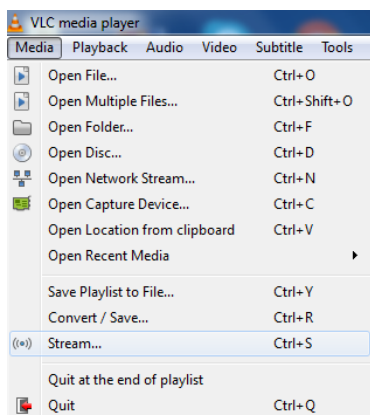 VLC media player
Media Playback Audio Video Subtitle Tools
Open File... Ctrl+O
Open Multiple Files... Ctrl+Shift+O
Open Folder... Ctrl+F
Open Disc... Ctrl+D
Open Network Stream... Ctrl+N
Open Capture Device... Ctrl+C
Open Location from clipboard Ctrl+V
Open Recent Media
Save Playlist to File... Ctrl+Y
Convert / Save... Ctrl+R
Stream... Ctrl+S
Quit at the end of playlist
Quit Ctrl+Q